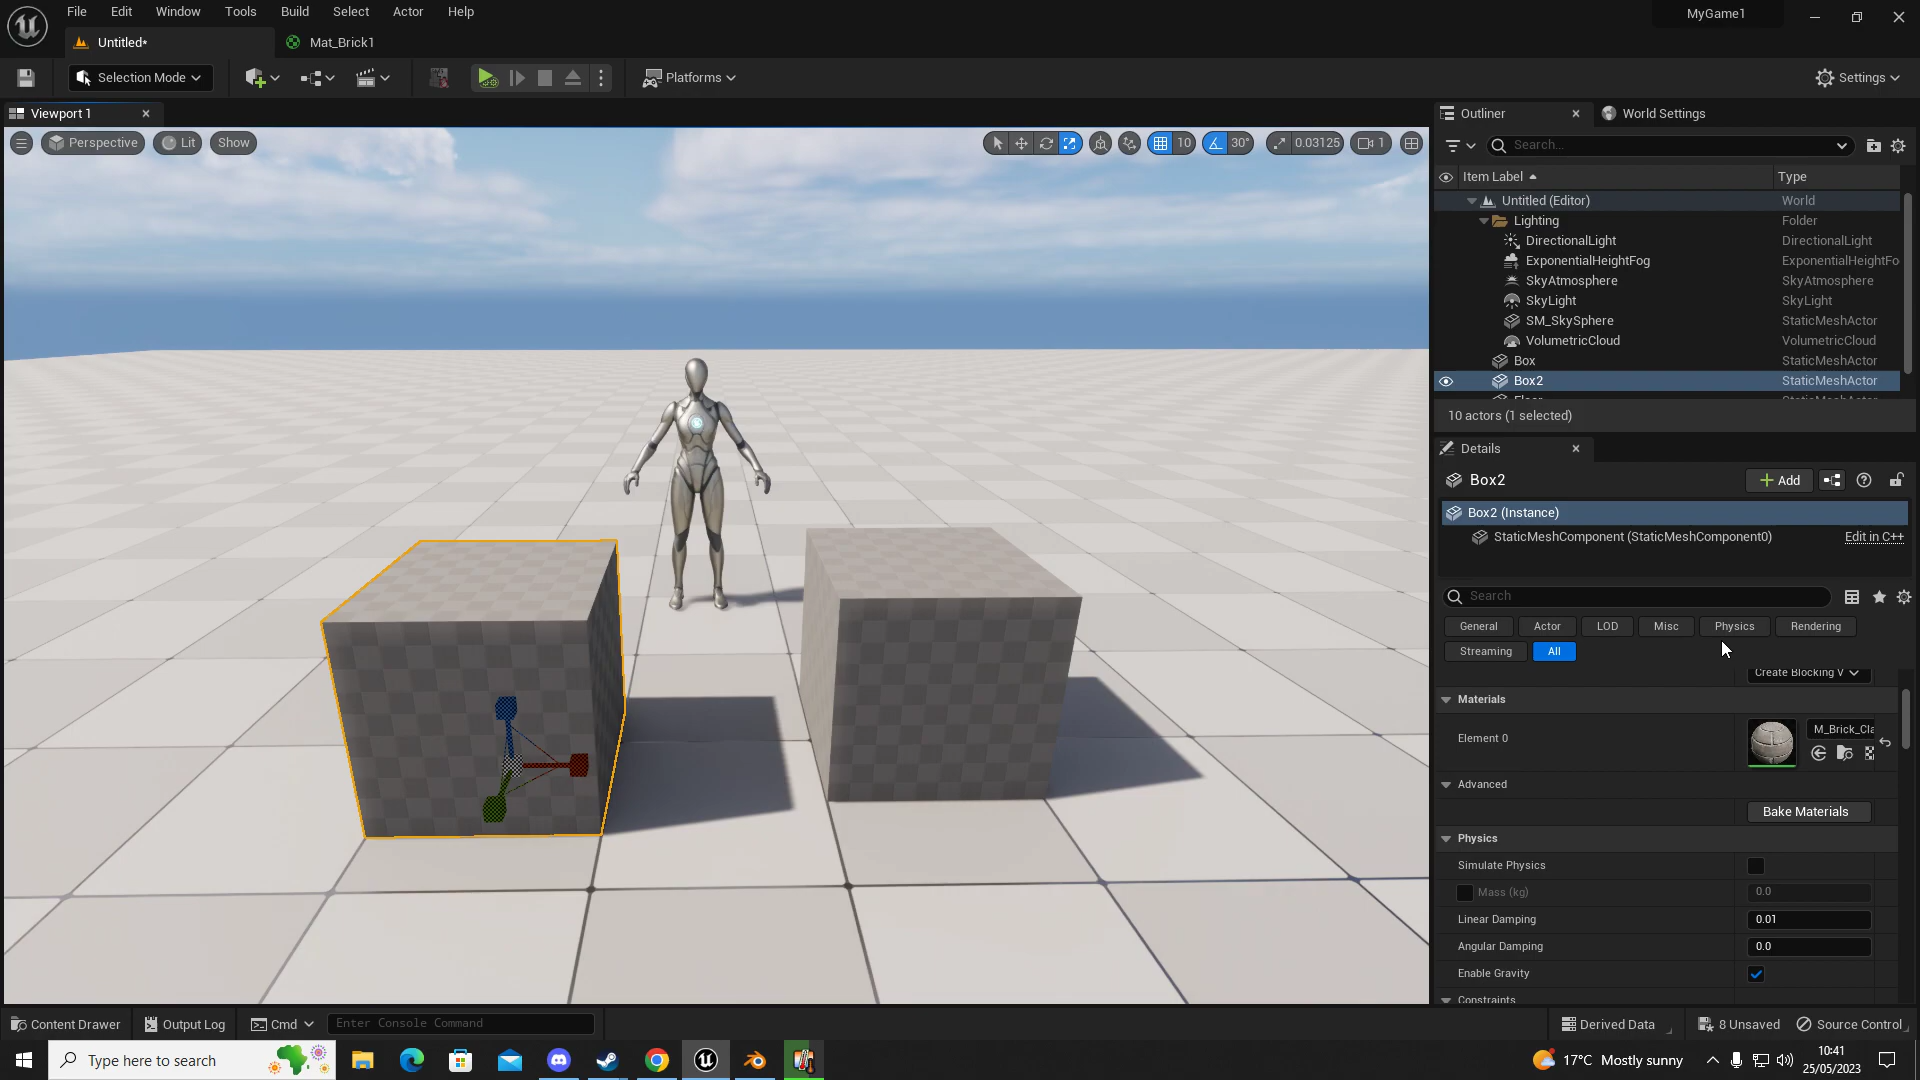 File Edit Window Tools Build Select Actor Help
MyGame1
Untitled*
Mat_Brick1
Selection Mode
Platforms
Settings
Viewport 1
Perspective
Lit
Show
10
30°
0.03125
1
Outliner
World Settings
Search...
Item Label
Type
Untitled (Editor)
World
Lighting
Folder
DirectionalLight
DirectionalLight
ExponentialHeightFog
ExponentialHeightFo
SkyAtmosphere
SkyAtmosphere
SkyLight
SkyLight
SM_SkySphere
StaticMeshActor
VolumetricCloud
VolumetricCloud
Box
StaticMeshActor
Box2
StaticMeshActor
10 actors (1 selected)
Details
Box2
Add
Box2 (Instance)
StaticMeshComponent (StaticMeshComponent0)
Edit in C++
Search
General
Actor
LOD
Misc
Physics
Rendering
Streaming
All
Create Blocking V
Materials
Element 0
M_Brick_Cla
Advanced
Bake Materials
Physics
Simulate Physics
Mass (kg)
0.0
Linear Damping
0.01
Angular Damping
0.0
Enable Gravity
Constraints
Content Drawer
Output Log
Cmd
Enter Console Command
Derived Data
8 Unsaved
Source Control
Type here to search
17°C Mostly sunny
10:41
25/05/2023